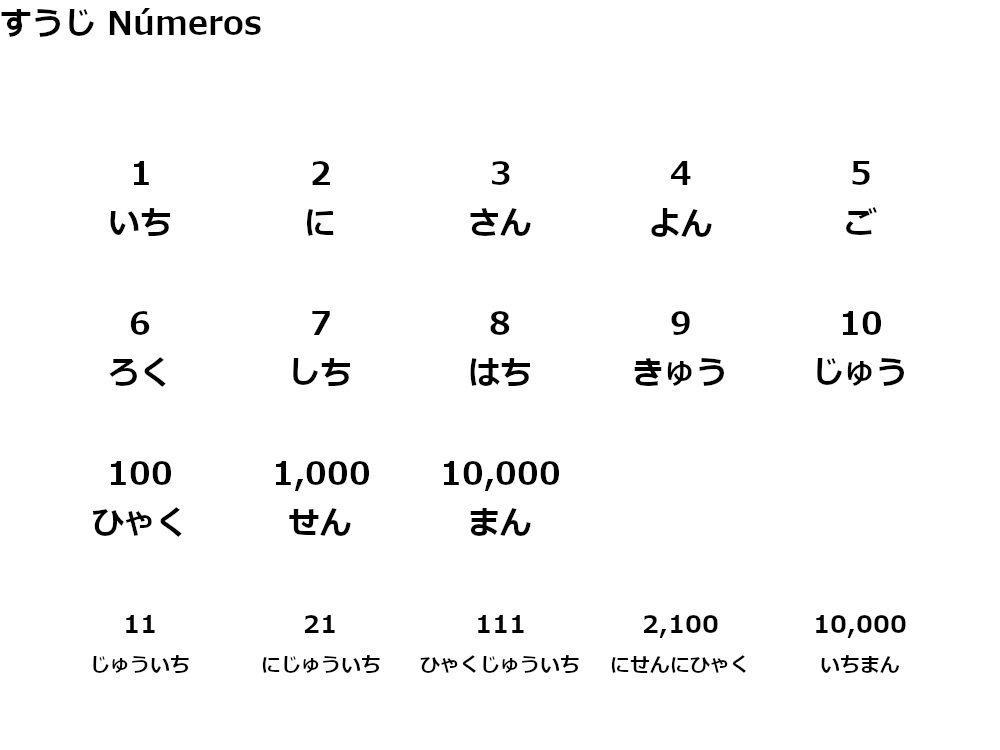 すうじ Números
1 2 3 4 5
いち に さん よん ご
6 7 8 9 10
ろく しち はち きゅう じゅう
100 1,000 10,000
ひゃく せん まん
11 21 111 2,100 10,000
じゅういち にじゅういち ひゃくじゅういち にせんにひゃく いちまん